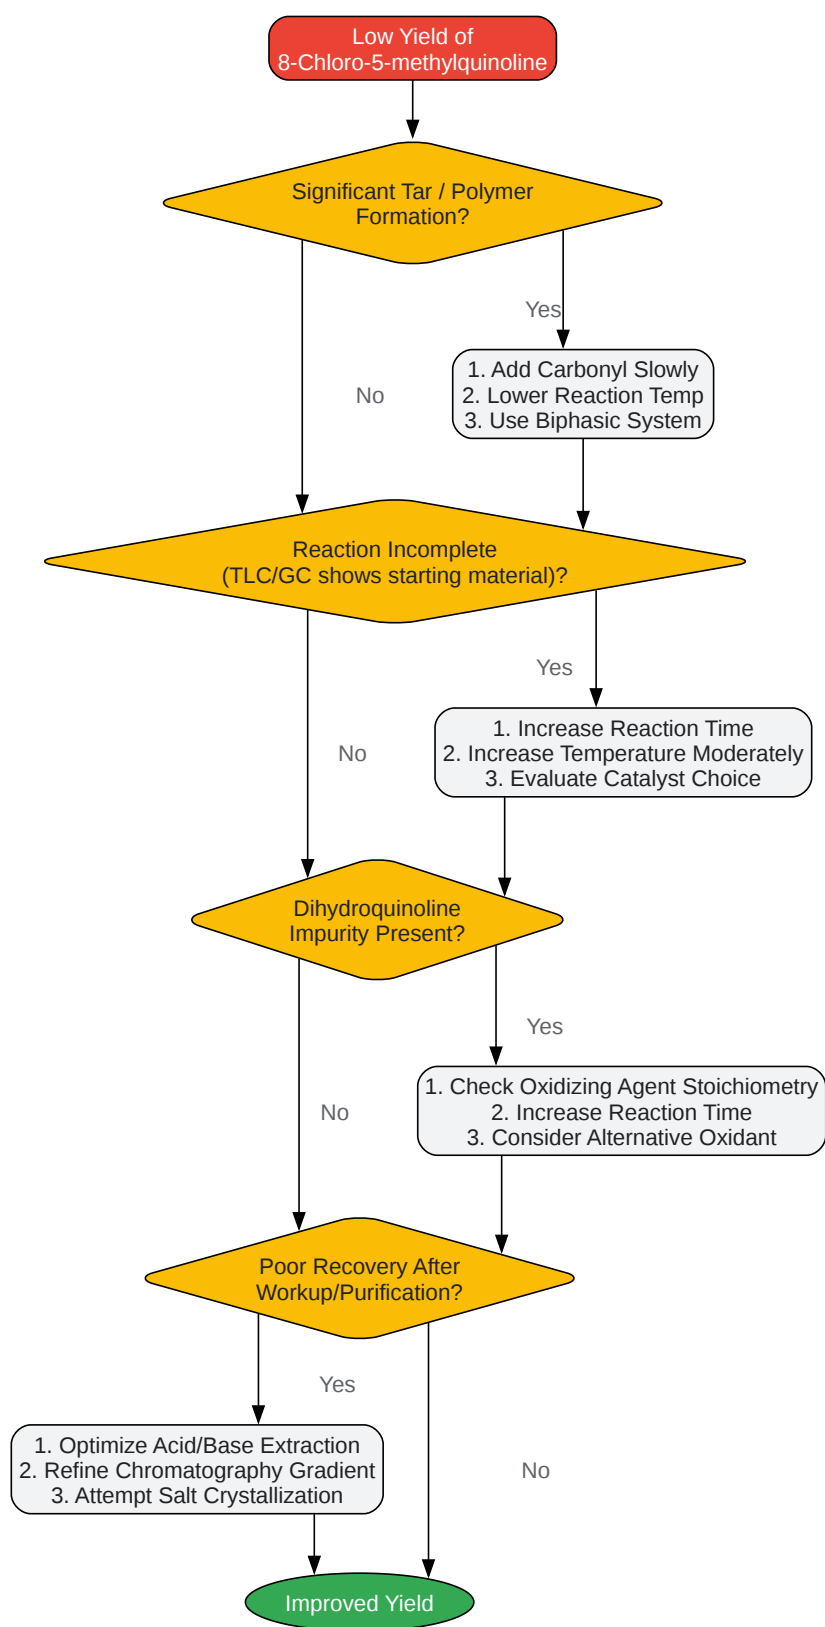 Low Yield of
8-Chloro-5-methylquinoline
Significant Tar / Polymer
Formation?
Yes
1. Add Carbonyl Slowly
2. Lower Reaction Temp
3. Use Biphasic System
No
Reaction Incomplete
(TLC/GC shows starting material)?
Yes
1. Increase Reaction Time
2. Increase Temperature Moderately
3. Evaluate Catalyst Choice
No
Dihydroquinoline
Impurity Present?
Yes
1. Check Oxidizing Agent Stoichiometry
2. Increase Reaction Time
3. Consider Alternative Oxidant
No
Poor Recovery After
Workup/Purification?
Yes
1. Optimize Acid/Base Extraction
2. Refine Chromatography Gradient
3. Attempt Salt Crystallization
No
Improved Yield